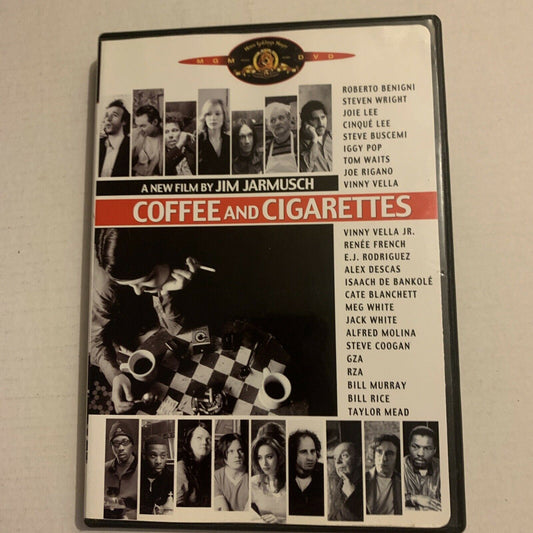 MGM DVD
ROBERTO BENIGNI
STEVEN WRIGHT
JOIE LEE
CINQUÉ LEE
STEVE BUSCEMI
IGGY POP
TOM WAITS
JOE RIGANO
VINNY VELLA
A NEW FILM BY JIM JARMUSCH
COFFEE AND CIGARETTES
VINNY VELLA JR.
RENÉE FRENCH
E.J. RODRIGUEZ
ALEX DESCAS
ISAACH DE BANKOLÉ
CATE BLANCHETT
MEG WHITE
JACK WHITE
ALFRED MOLINA
STEVE COOGAN
GZA
RZA
BILL MURRAY
BILL RICE
TAYLOR MEAD